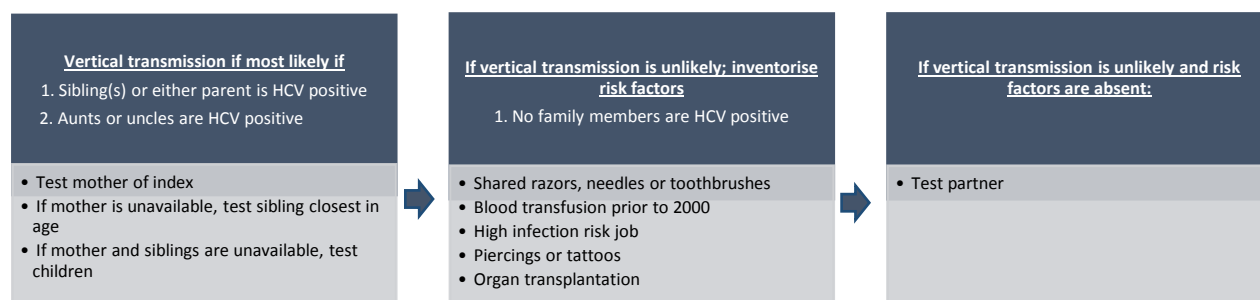 Vertical transmission if most likely if
1. Sibling(s) or either parent is HCV positive
2. Aunts or uncles are HCV positive
• Test mother of index
• If mother is unavailable, test sibling closest in
age
• If mother and siblings are unavailable, test
children
If vertical transmission is unlikely; inventorise
risk factors
1. No family members are HCV positive
• Shared razors, needles or toothbrushes
• Blood transfusion prior to 2000
• High infection risk job
• Piercings or tattoos
• Organ transplantation
If vertical transmission is unlikely and risk
factors are absent:
• Test partner